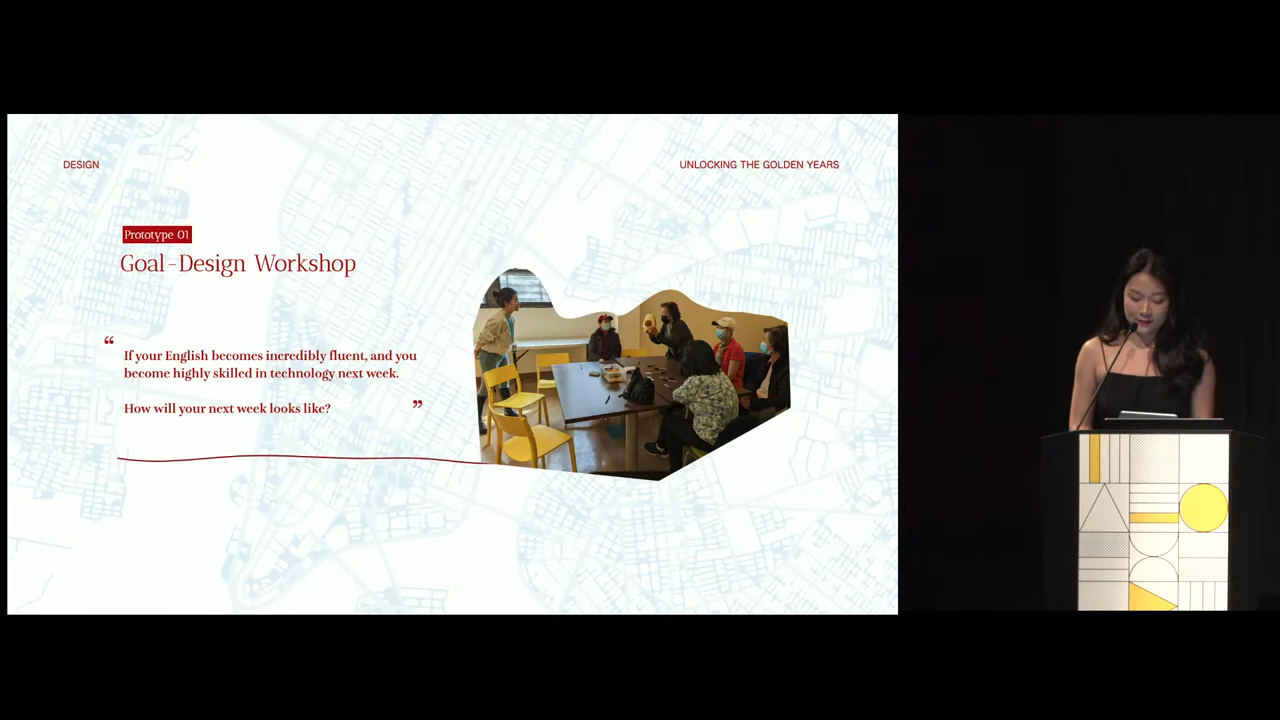 DESIGN
UNLOCKING THE GOLDEN YEARS
Prototype 01
Goal-Design Workshop
“
If your English becomes incredibly fluent, and you
become highly skilled in technology next week.
How will your next week looks like?
”